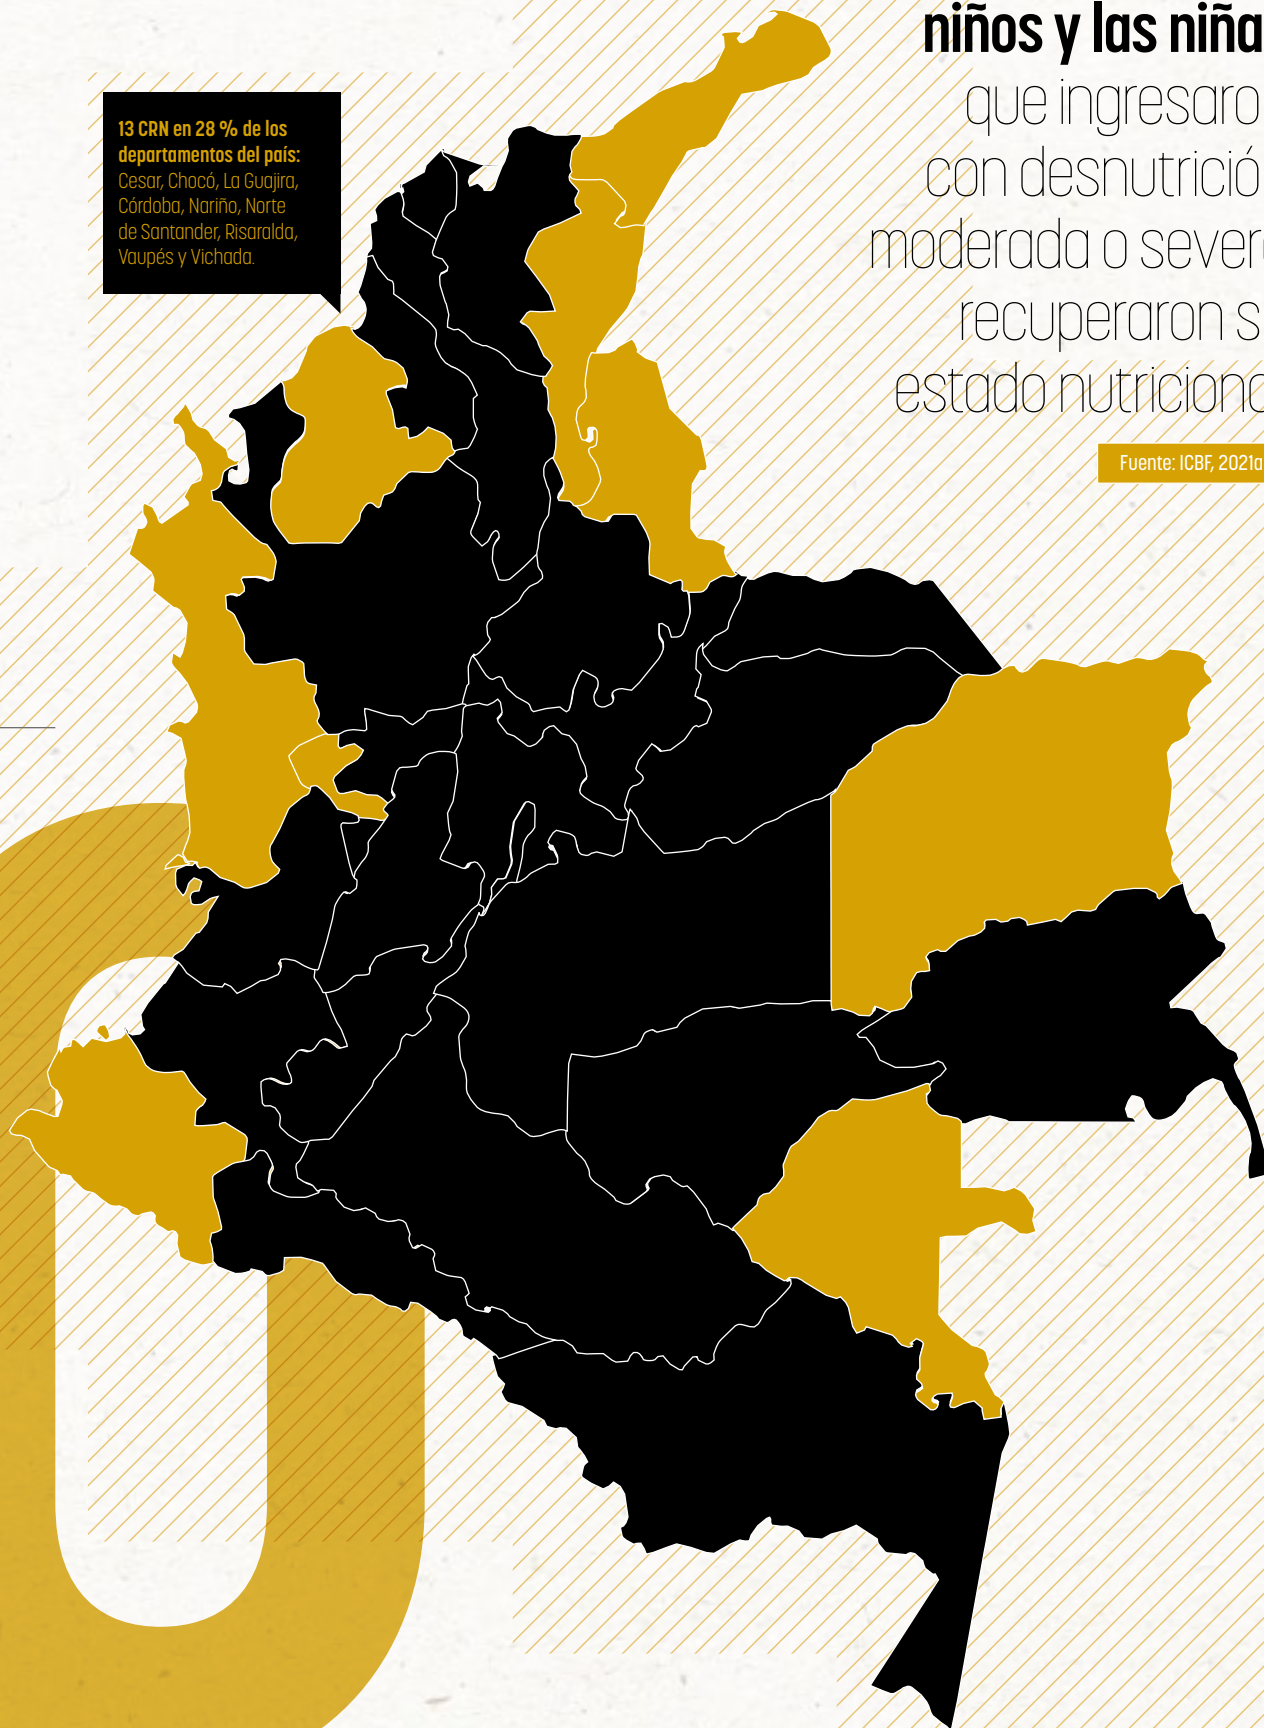 niños y las niña
que ingresaro
con desnutrició
moderada o sever
recuperaron s
estado nutricion
Fuente: ICBF, 2021a
13 CRN en 28 % de los
departamentos del país:
Cesar, Chocó, La Guajira,
Córdoba, Nariño, Norte
de Santander, Risaralda,
Vaupés y Vichada.